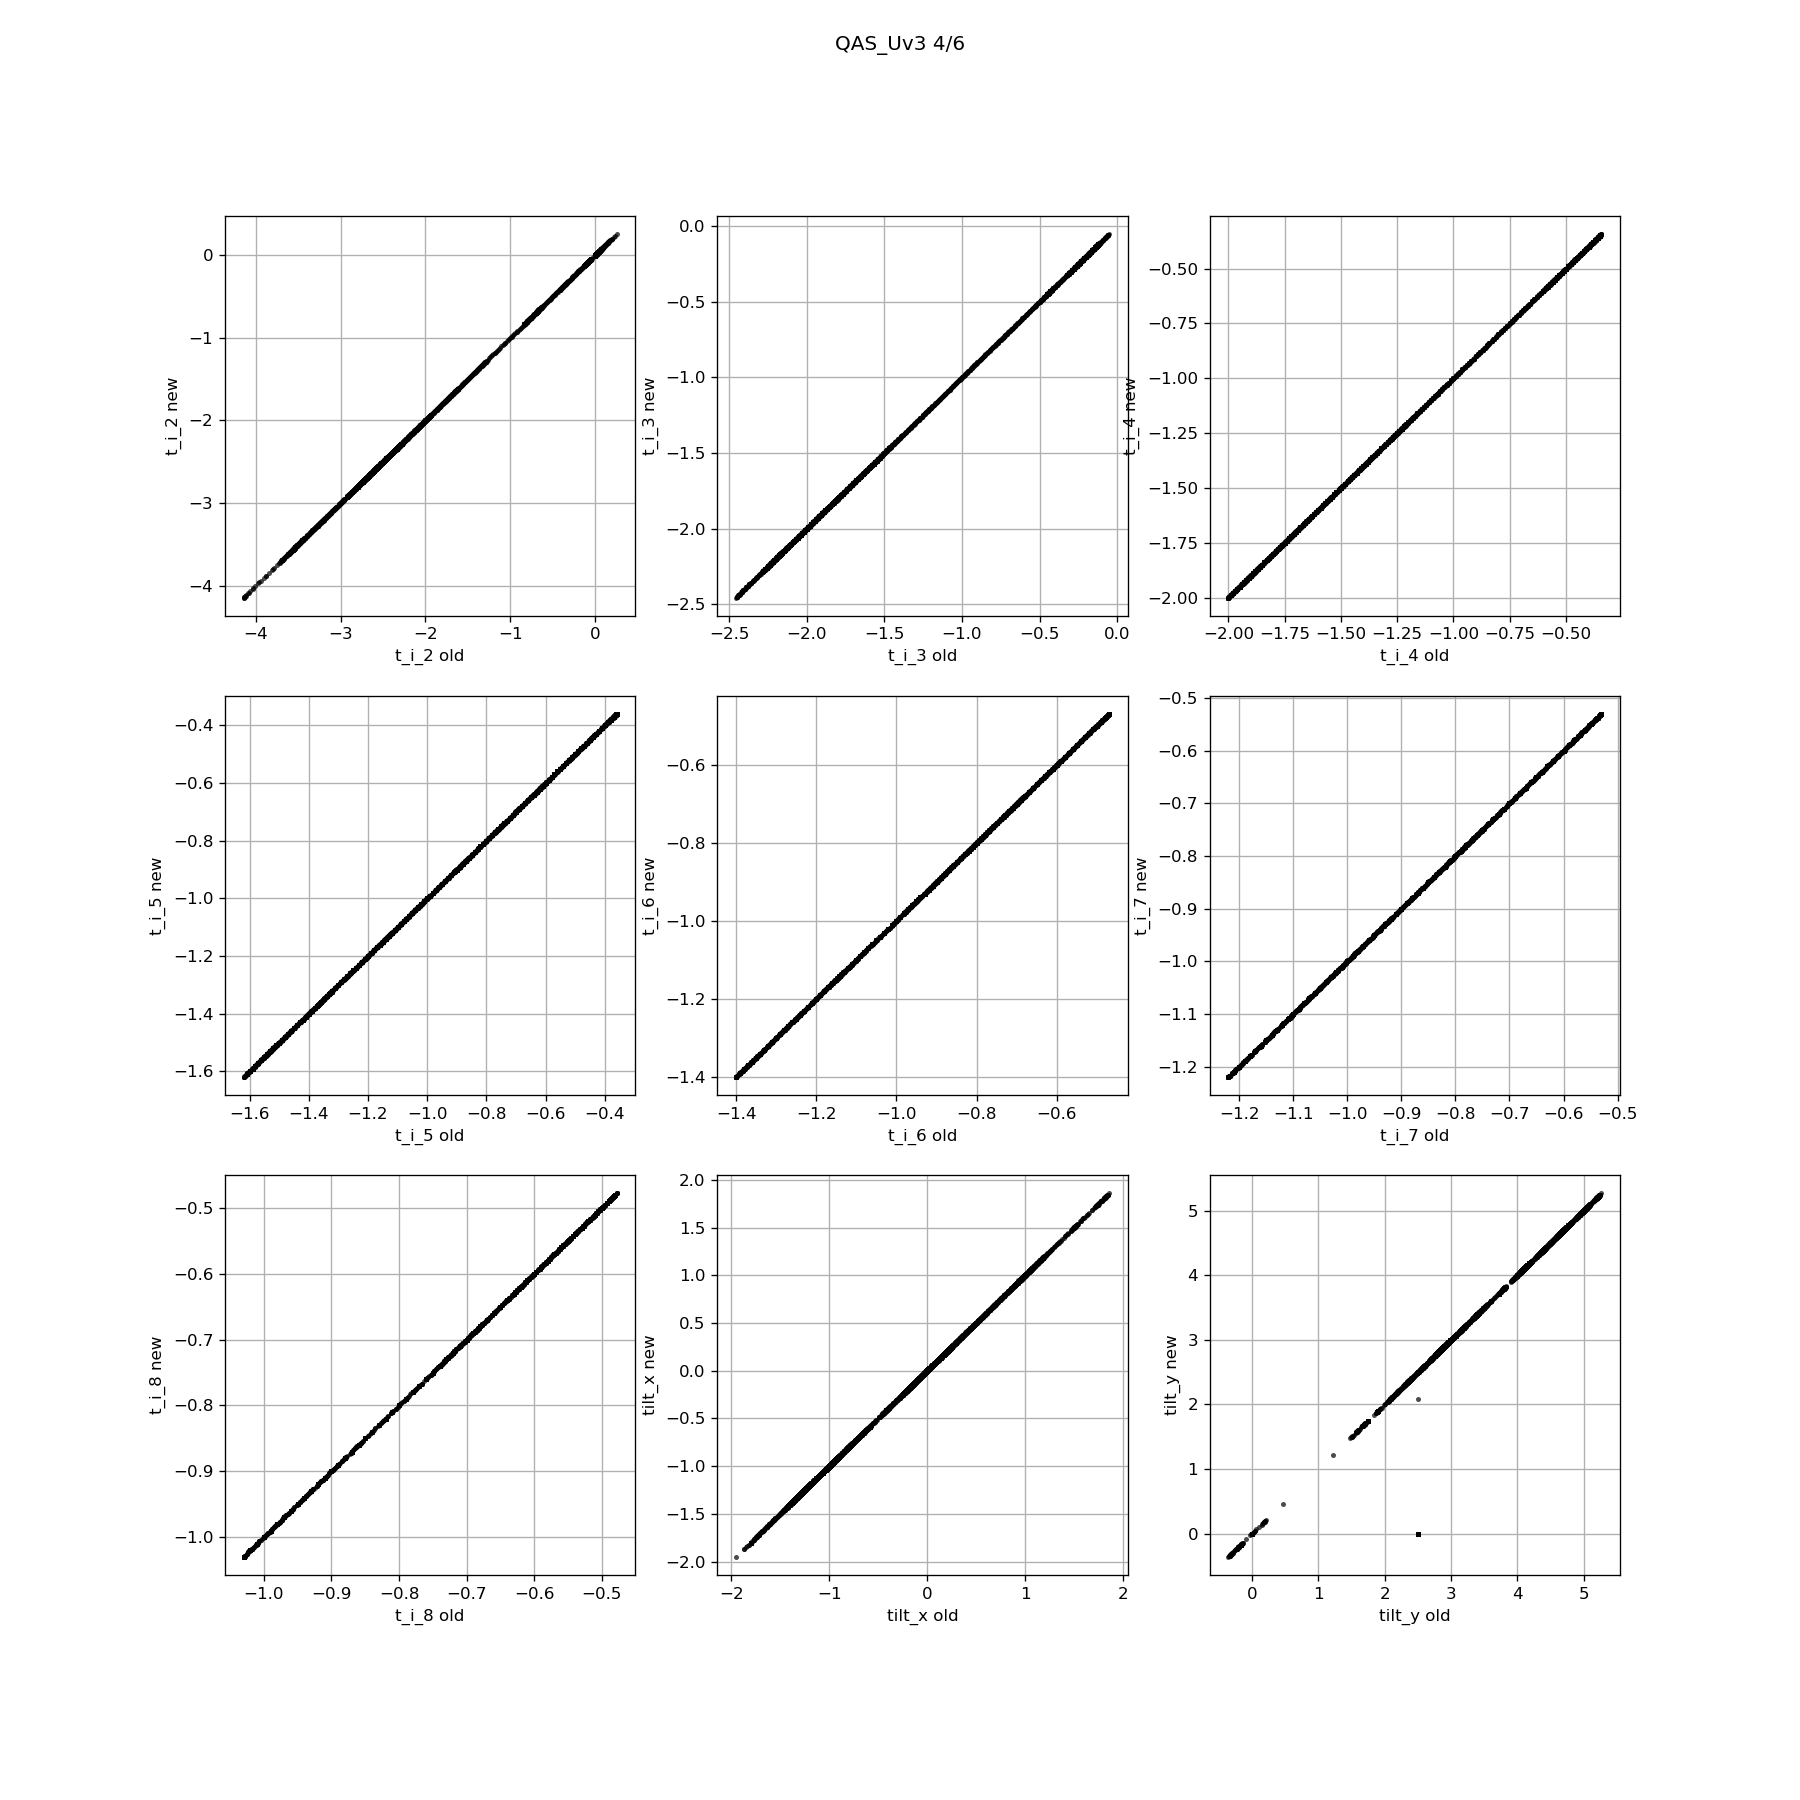 QAS_Uv3 4/6
t_i_2 new
0
−1
−2
−3
−4
−4 −3 −2 −1 0
t_i_2 old
t_i_3 new
0.0
−0.5
−1.0
−1.5
−2.0
−2.5
−2.5 −2.0 −1.5 −1.0 −0.5 0.0
t_i_3 old
t_i_4 new
−0.50
−0.75
−1.00
−1.25
−1.50
−1.75
−2.00
−2.00 −1.75 −1.50 −1.25 −1.00 −0.75 −0.50
t_i_4 old
t_i_5 new
−0.4
−0.6
−0.8
−1.0
−1.2
−1.4
−1.6
−1.6 −1.4 −1.2 −1.0 −0.8 −0.6 −0.4
t_i_5 old
t_i_6 new
−0.6
−0.8
−1.0
−1.2
−1.4
−1.4 −1.2 −1.0 −0.8 −0.6
t_i_6 old
t_i_7 new
−0.5
−0.6
−0.7
−0.8
−0.9
−1.0
−1.1
−1.2
−1.2 −1.1 −1.0 −0.9 −0.8 −0.7 −0.6 −0.5
t_i_7 old
t_i_8 new
−0.5
−0.6
−0.7
−0.8
−0.9
−1.0
−1.0 −0.9 −0.8 −0.7 −0.6 −0.5
t_i_8 old
tilt_x new
2.0
1.5
1.0
0.5
0.0
−0.5
−1.0
−1.5
−2.0
−2 −1 0 1 2
tilt_x old
tilt_y new
5
4
3
2
1
0
0 1 2 3 4 5
tilt_y old